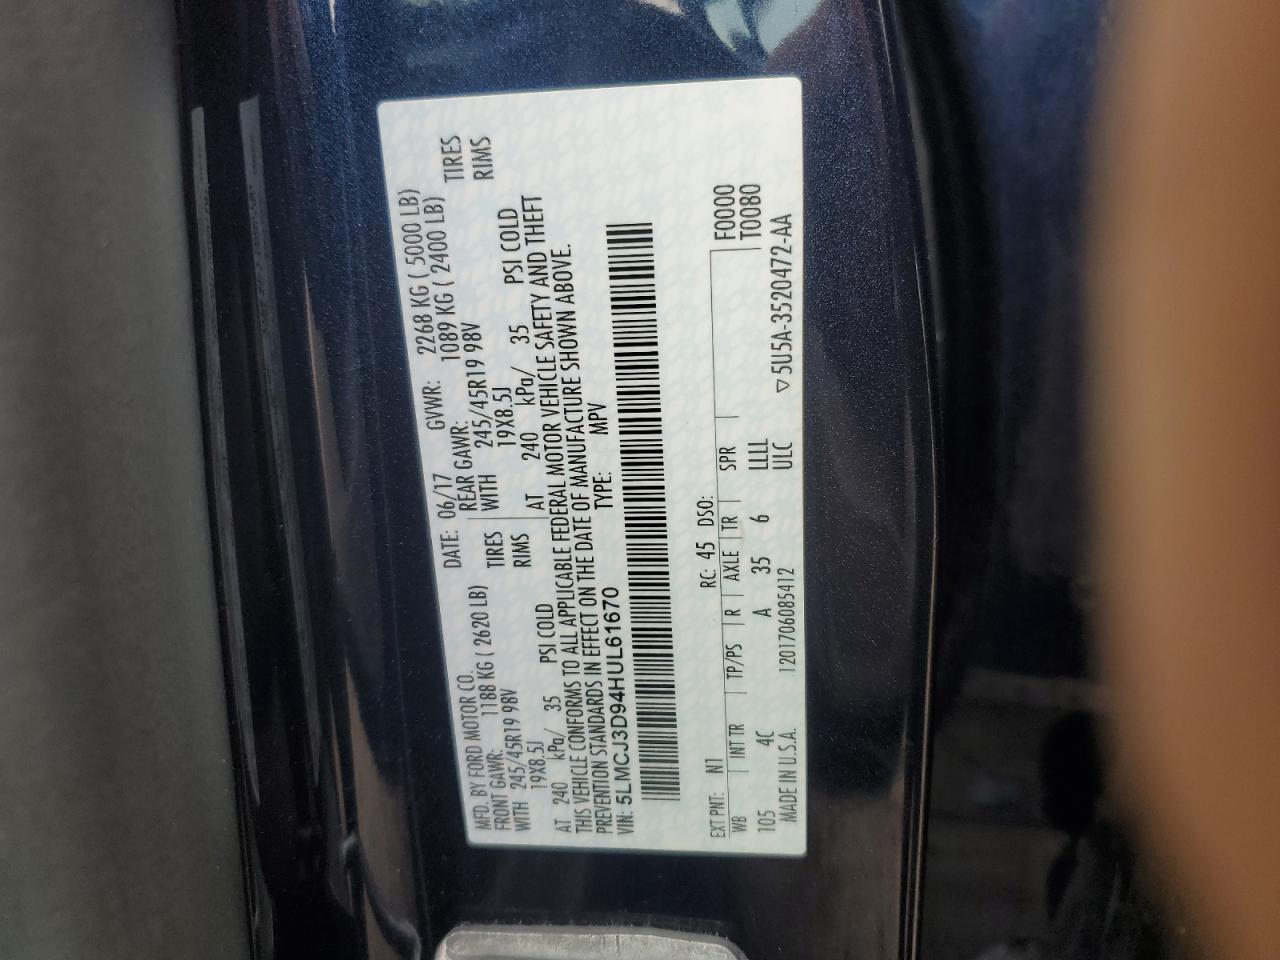 MFD. BY FORD MOTOR CO. DATE: 06/17 GVWR: 2268 KG ( 5000 LB)
FRONT GAWR: 1188 KG ( 2620 LB) REAR GAWR: 1089 KG ( 2400 LB)
WITH 245/45R19 98V TIRES WITH 245/45R19 98V TIRES
19X8.5J RIMS 19X8.5J RIMS
AT 240 kPa/ 35 PSI COLD AT 240 kPa/ 35 PSI COLD
THIS VEHICLE CONFORMS TO ALL APPLICABLE FEDERAL MOTOR VEHICLE SAFETY AND THEFT
PREVENTION STANDARDS IN EFFECT ON THE DATE OF MANUFACTURE SHOWN ABOVE.
VIN: 5LMCJ3D94HUL61670 TYPE: MPV
EXT PNT: N1 RC: 45 DSO: F0000
WB INT TR TP/PS R AXLE TR SPR T0080
105 4C A 35 6 LLLL
MADE IN U.S.A. 1201706085412 ULC ▽5U5A-3520472-AA